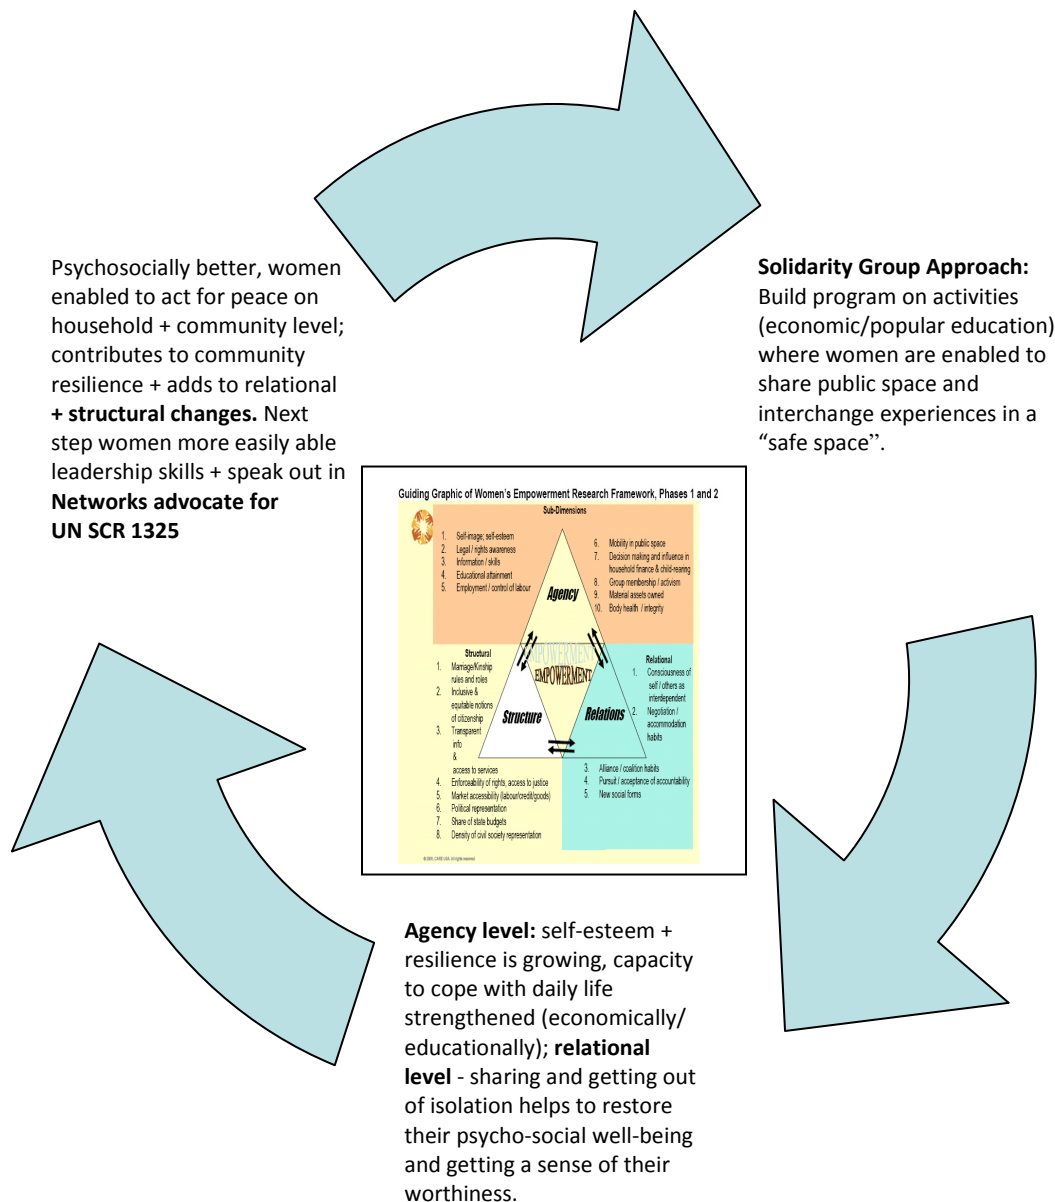 Psychosocially better, women
enabled to act for peace on
household + community level;
contributes to community
resilience + adds to relational
+ structural changes. Next
step women more easily able
leadership skills + speak out in
Networks advocate for
UN SCR 1325
Solidarity Group Approach:
Build program on activities
(economic/popular education)
where women are enabled to
share public space and
interchange experiences in a
“safe space”.
Guiding Graphic of Women's Empowerment Research Framework, Phases 1 and 2
Sub-Dimensions
1. Self-image; self-esteem
2. Legal / rights awareness
3. Information / skills
4. Educational attainment
5. Employment / control of labour
6. Mobility in public space
7. Decision making and influence in
household finance & child-rearing
8. Group membership / activism
9. Material assets owned
10. Body health / integrity
Agency
EMPOWERMENT
EMPOWERMENT
Structural
1. Marriage/Kinship
rules and roles
2. Inclusive &
equitable notions
of citizenship
3. Transparent
info
&
access to services
4. Enforceability of rights, access to justice
5. Market accessibility (labour/credit/goods)
6. Political representation
7. Share of state budgets
8. Density of civil society representation
Structure
Relations
Relational
1. Consciousness of
self / others as
interdependent
2. Negotiation /
accommodation
habits
3. Alliance / coalition habits
4. Pursuit / acceptance of accountability
5. New social forms
CARE USA. All rights reserved
Agency level: self-esteem +
resilience is growing, capacity
to cope with daily life
strengthened (economically/
educationally); relational
level - sharing and getting out
of isolation helps to restore
their psycho-social well-being
and getting a sense of their
worthiness.